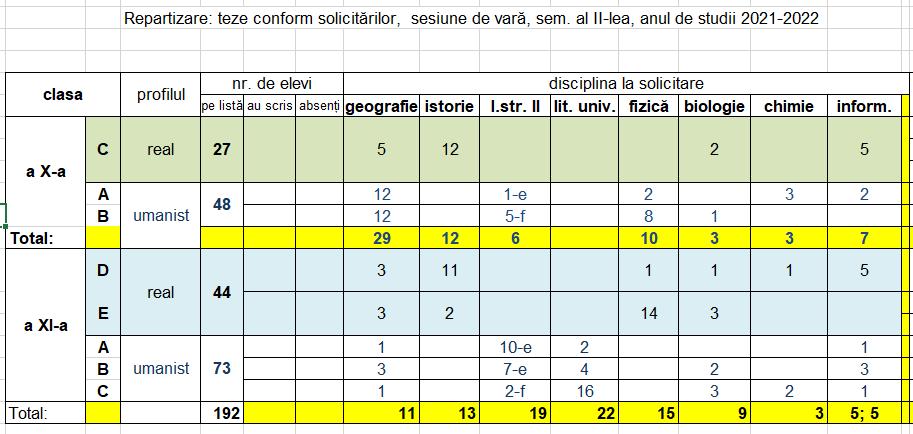 Repartizare: teze conform solicitărilor, sesiune de vară, sem. al II-lea, anul de studii 2021-2022
clasa profilul nr. de elevi disciplina la solicitare
pe listă au scris absenți geografie istorie l.str. II lit. univ. fizică biologie chimie inform.
a X-a C real 27 5 12 2 5
A umanist 48 12 1-e 2 3 2
B 12 5-f 8 1
Total: 29 12 6 10 3 3 7
a XI-a D real 44 3 11 1 1 1 5
E 3 2 14 3
A umanist 73 1 10-e 2 1
B 3 7-e 4 2 3
C 1 2-f 16 3 2 1
Total: 192 11 13 19 22 15 9 3 5; 5